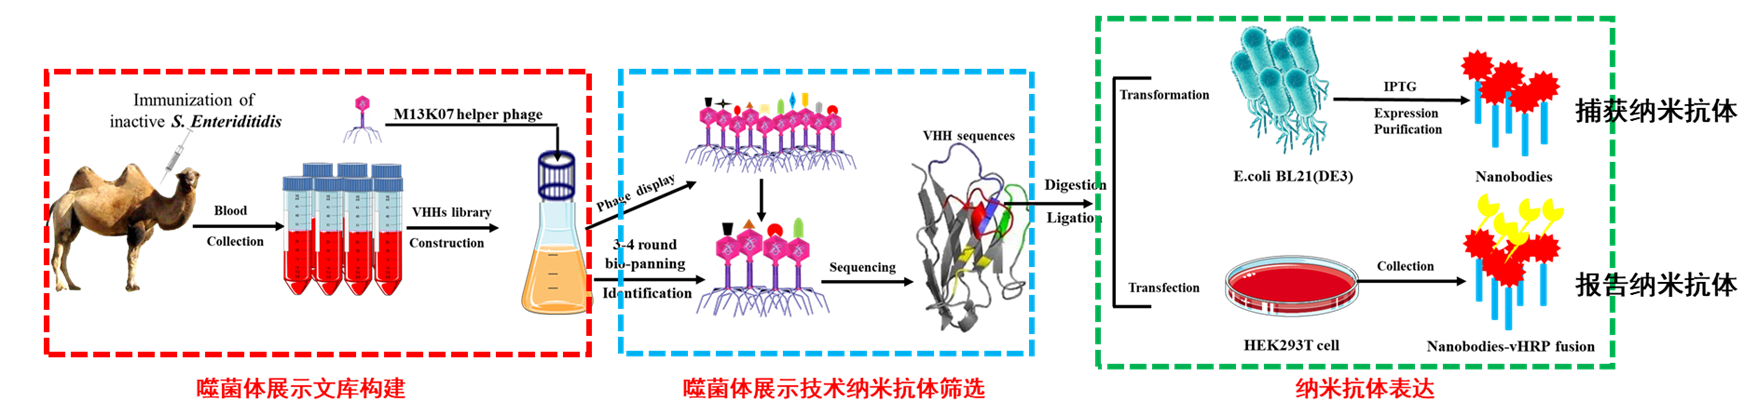 Immunization of
inactive S. Enteriditidis
M13K07 helper phage
Blood
Collection
VHHs library
Construction
噬菌体展示文库构建
Phage display
3-4 round
bio-panning
Identification
Sequencing
VHH sequences
噬菌体展示技术纳米抗体筛选
Digestion
Ligation
Transformation
E.coli BL21(DE3)
IPTG
Expression
Purification
Nanobodies
捕获纳米抗体
Transfection
HEK293T cell
Collection
Nanobodies-vHRP fusion
报告纳米抗体
纳米抗体表达